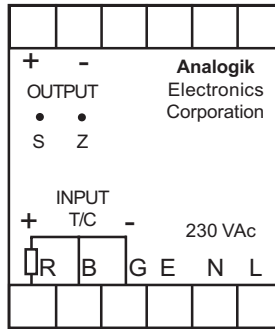 + -
OUTPUT
S Z
Analogik
Electronics
Corporation
INPUT
+ T/C -
230 VAc
R B G E N L